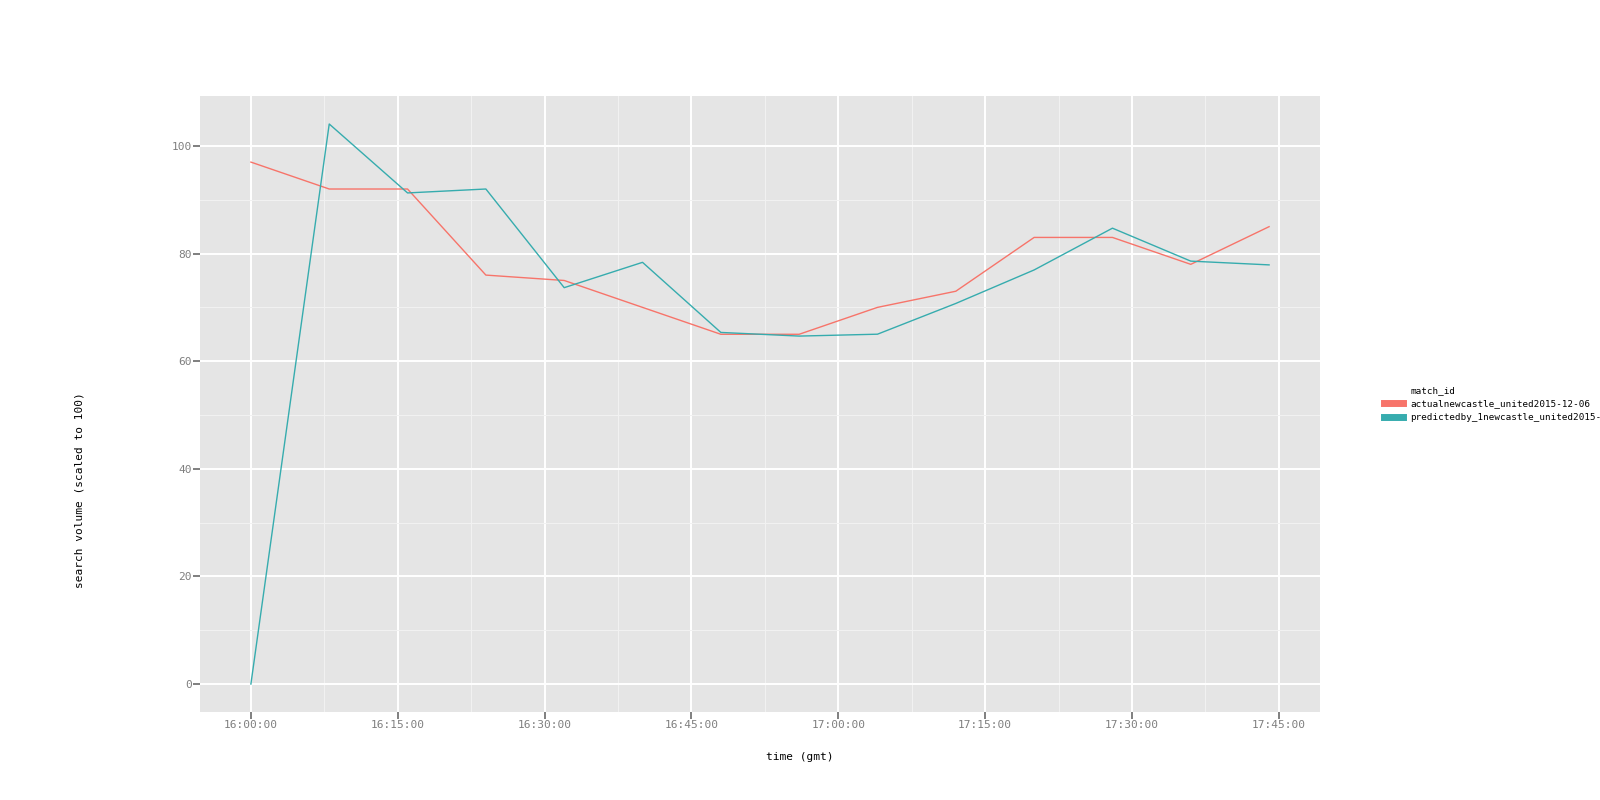 100
80
60
40
20
0
search volume (scaled to 100)
16:00:00 16:15:00 16:30:00 16:45:00 17:00:00 17:15:00 17:30:00 17:45:00
time (gmt)
match_id
actualnewcastle_united2015-12-06
predictedby_1newcastle_united2015-